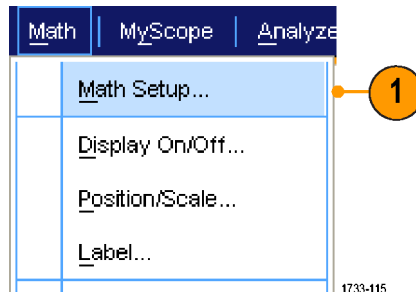 Math | MyScope | Analyze
Math Setup...
1
Display On/Off...
Position/Scale...
Label...
1733-115